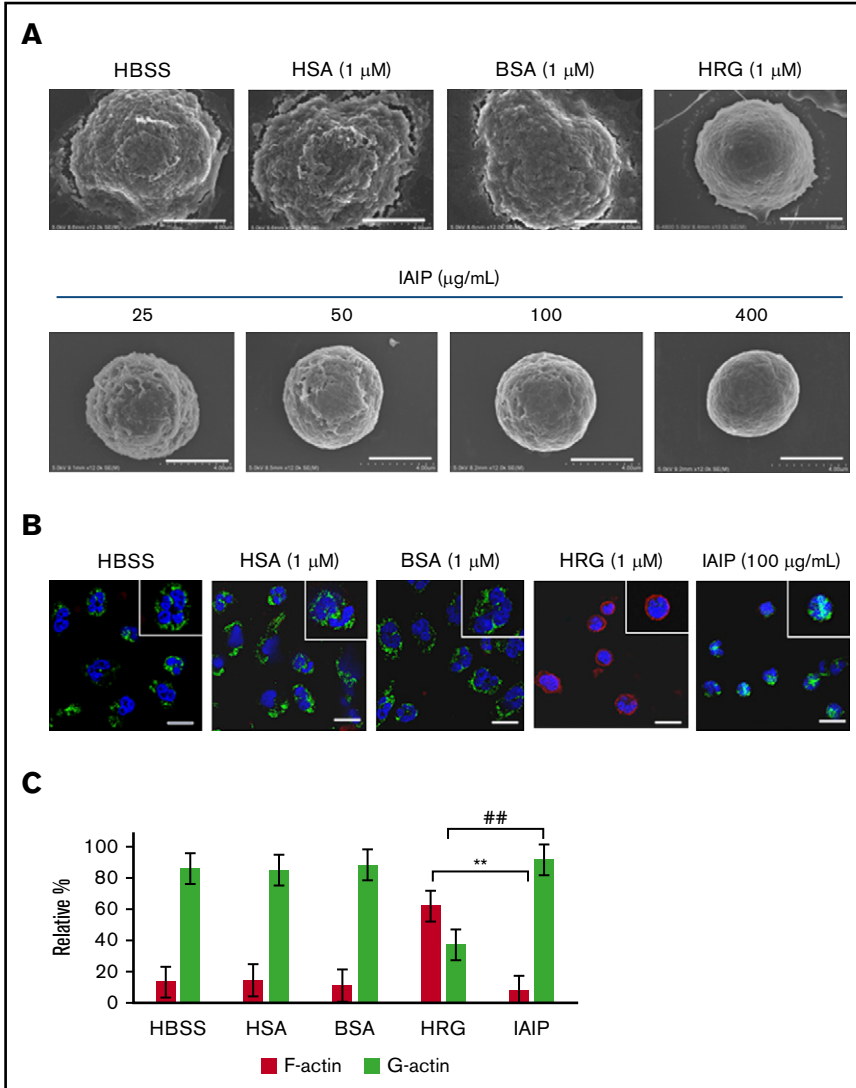 A
HBSS HSA (1 μM) BSA (1 μM) HRG (1 μM)
IAIP (μg/mL)
25 50 100 400
B
HBSS HSA (1 μM) BSA (1 μM) HRG (1 μM) IAIP (100 μg/mL)
C
Relative %
100
80
60
40
20
0
##
**
HBSS HSA BSA HRG IAIP
F-actin G-actin